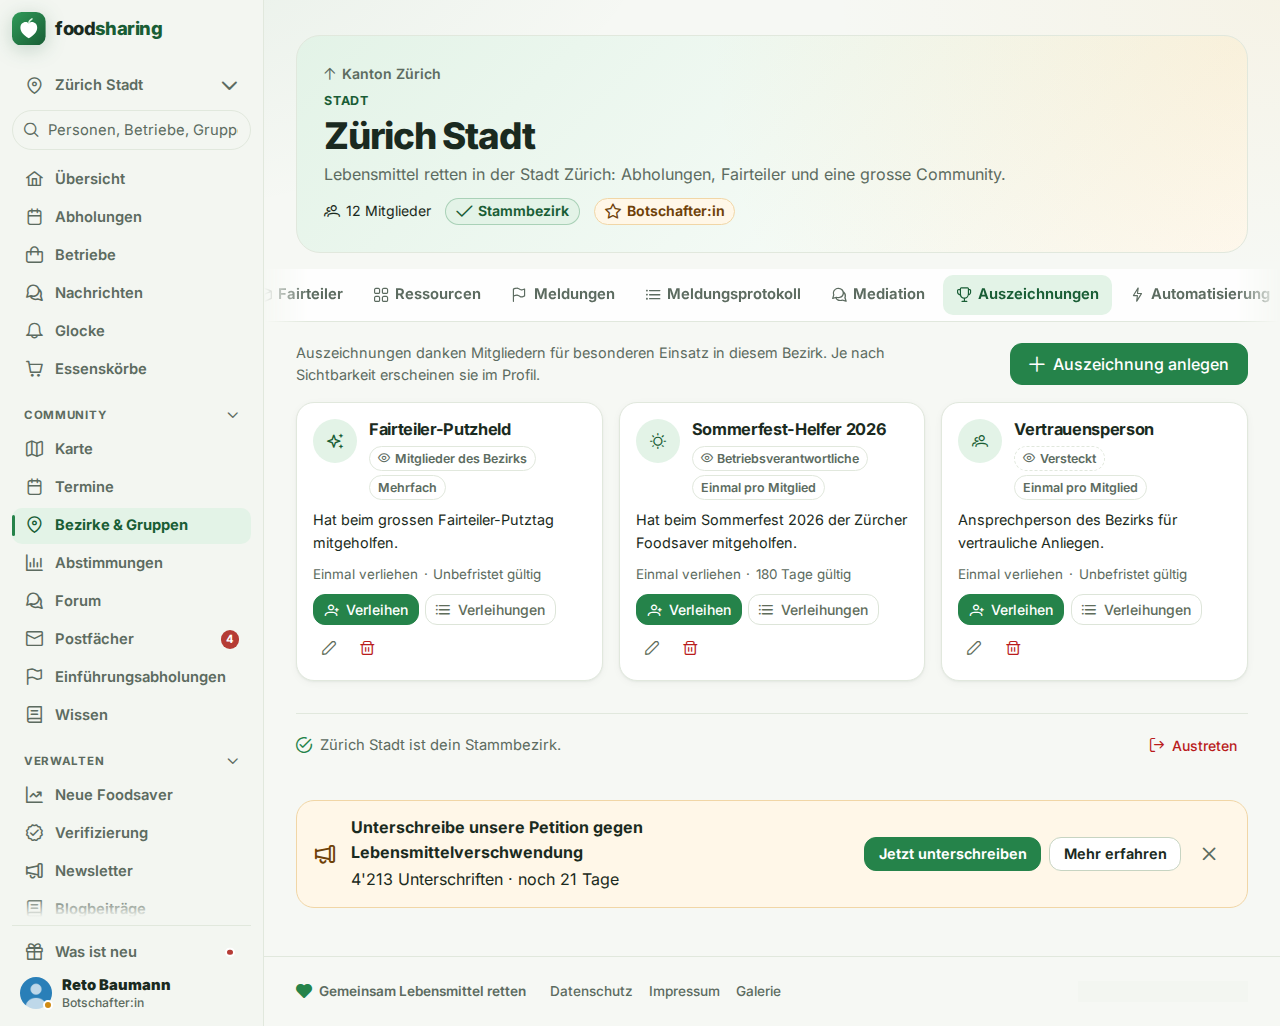 foodsharing
Zürich Stadt
Personen, Betriebe, Grupp
Übersicht
Abholungen
Betriebe
Nachrichten
Glocke
Essenskörbe
COMMUNITY
Karte
Termine
Bezirke & Gruppen
Abstimmungen
Forum
Postfächer 4
Einführungsabholungen
Wissen
VERWALTEN
Neue Foodsaver
Verifizierung
Newsletter
Blogbeiträge
Was ist neu
Reto Baumann
Botschafter:in
Kanton Zürich
STADT
Zürich Stadt
Lebensmittel retten in der Stadt Zürich: Abholungen, Fairteiler und eine grosse Community.
12 Mitglieder Stammbezirk Botschafter:in
Fairteiler Ressourcen Meldungen Meldungsprotokoll Mediation Auszeichnungen Automatisierung
Auszeichnungen danken Mitgliedern für besonderen Einsatz in diesem Bezirk. Je nach
Sichtbarkeit erscheinen sie im Profil.
Auszeichnung anlegen
Fairteiler-Putzheld
Mitglieder des Bezirks
Mehrfach
Hat beim grossen Fairteiler-Putztag
mitgeholfen.
Einmal verliehen · Unbefristet gültig
Verleihen Verleihungen
Sommerfest-Helfer 2026
Betriebsverantwortliche
Einmal pro Mitglied
Hat beim Sommerfest 2026 der Zürcher
Foodsaver mitgeholfen.
Einmal verliehen · 180 Tage gültig
Verleihen Verleihungen
Vertrauensperson
Versteckt
Einmal pro Mitglied
Ansprechperson des Bezirks für
vertrauliche Anliegen.
Einmal verliehen · Unbefristet gültig
Verleihen Verleihungen
Zürich Stadt ist dein Stammbezirk.
Austreten
Unterschreibe unsere Petition gegen
Lebensmittelverschwendung
4'213 Unterschriften · noch 21 Tage
Jetzt unterschreiben Mehr erfahren
Gemeinsam Lebensmittel retten Datenschutz Impressum Galerie